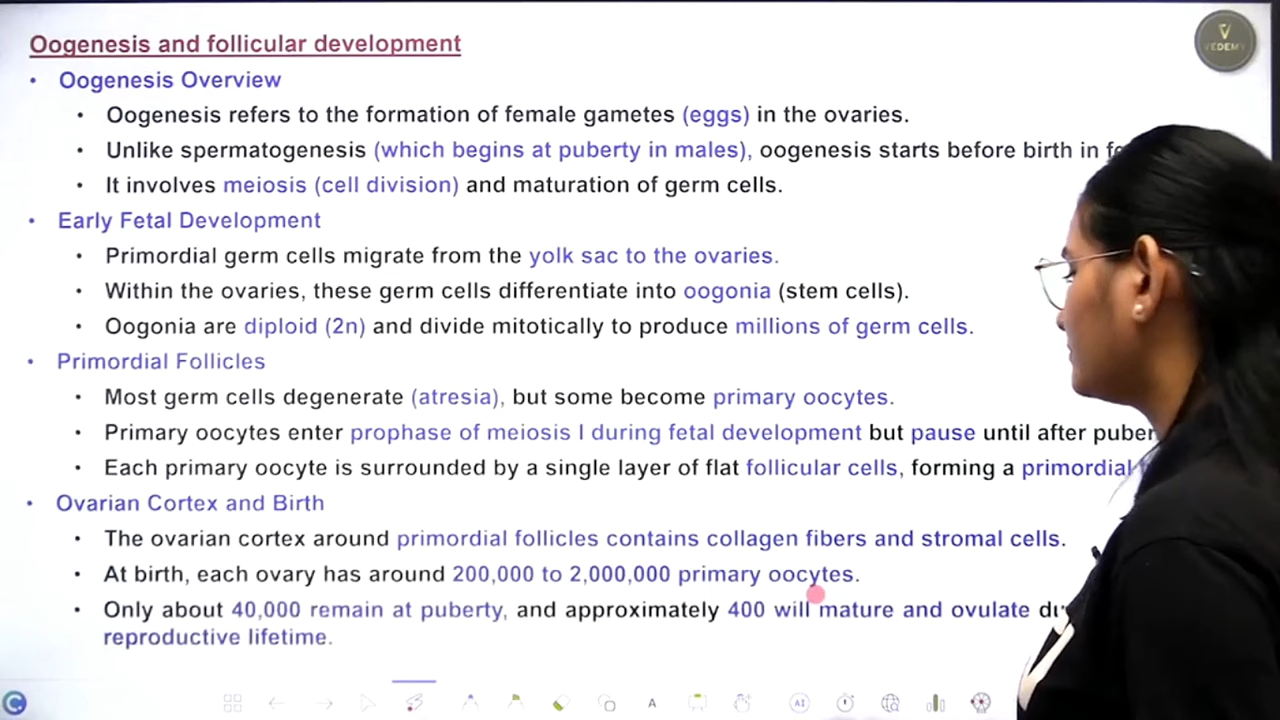 Oogenesis and follicular development
VEDEMY
• Oogenesis Overview
• Oogenesis refers to the formation of female gametes (eggs) in the ovaries.
• Unlike spermatogenesis (which begins at puberty in males), oogenesis starts before birth in
• It involves meiosis (cell division) and maturation of germ cells.
• Early Fetal Development
• Primordial germ cells migrate from the yolk sac to the ovaries.
• Within the ovaries, these germ cells differentiate into oogonia (stem cells).
• Oogonia are diploid (2n) and divide mitotically to produce millions of germ cells.
• Primordial Follicles
• Most germ cells degenerate (atresia), but some become primary oocytes.
• Primary oocytes enter prophase of meiosis I during fetal development but pause until after
• Each primary oocyte is surrounded by a single layer of flat follicular cells, forming a primordial
• Ovarian Cortex and Birth
• The ovarian cortex around primordial follicles contains collagen fibers and stromal cells.
• At birth, each ovary has around 200,000 to 2,000,000 primary oocytes.
• Only about 40,000 remain at puberty, and approximately 400 will mature and ovulate
reproductive lifetime.
A
AI